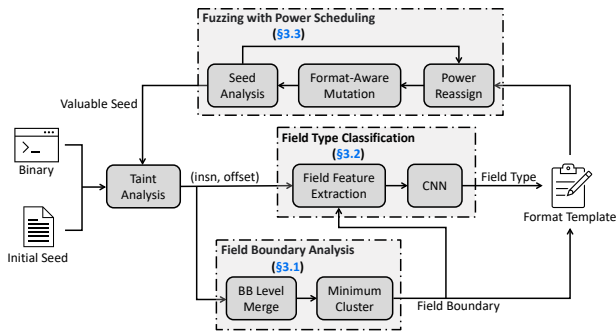 Fuzzing with Power Scheduling
(§3.3)
Seed
Analysis
Format-Aware
Mutation
Power
Reassign
Valuable Seed
Binary
Initial Seed
Taint
Analysis
(insn, offset)
Field Type Classification
(§3.2)
Field Feature
Extraction
CNN
Field Type
Format Template
Field Boundary Analysis
(§3.1)
BB Level
Merge
Minimum
Cluster
Field Boundary